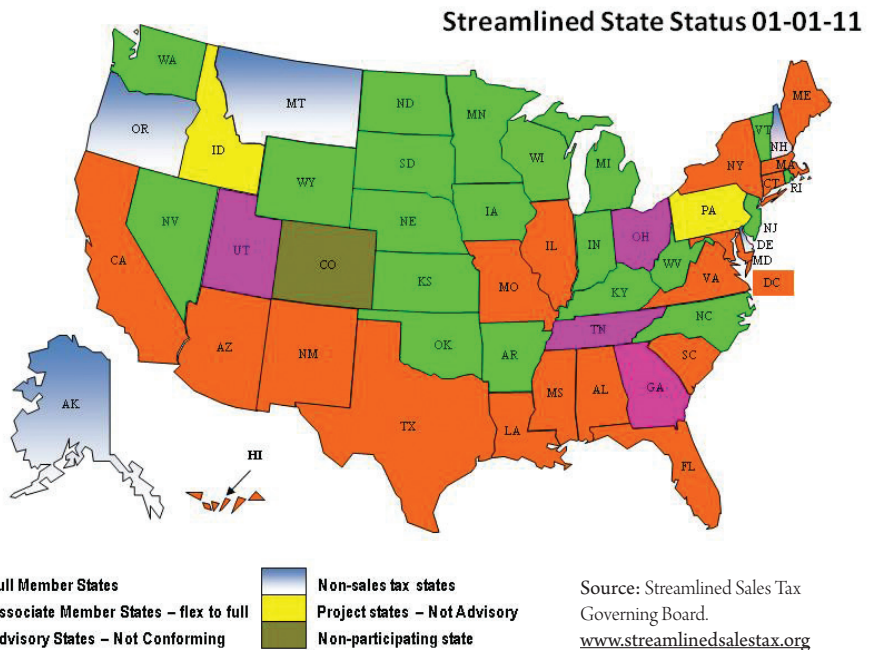 Streamlined State Status 01-01-11
WA
MT
ND
MN
ME
OR
ID
SD
WI
MI
VT
NH
NY
MA
WY
CT
RI
IA
NE
PA
NV
NJ
UT
CO
IL
IN
OH
DE
MD
CA
KS
MO
WV
VA
DC
KY
AZ
NM
OK
AR
TN
NC
SC
MS
AL
GA
TX
LA
AK
HI
FL
ull Member States
ssociate Member States – flex to full
dvisory States – Not Conforming
Non-sales tax states
Project states – Not Advisory
Non-participating state
Source: Streamlined Sales Tax
Governing Board.
www.streamlinedsalestax.org